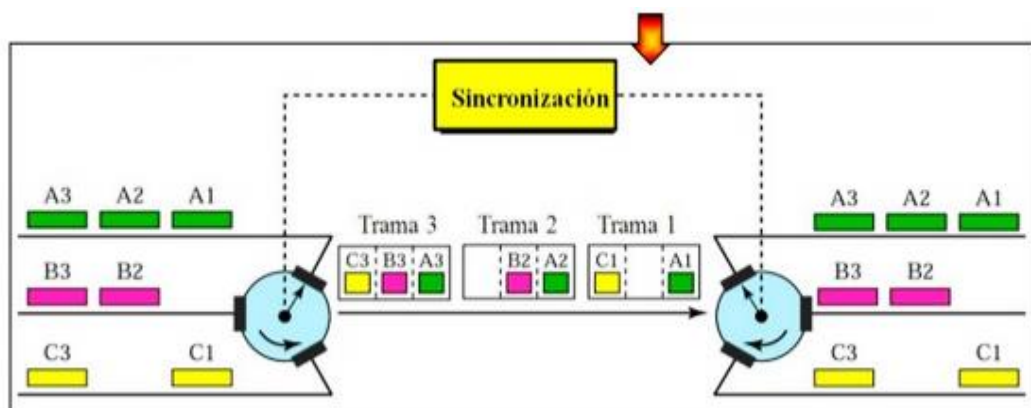 Sincronización
A3 A2 A1
Trama 3 Trama 2 Trama 1
A3 A2 A1
C3 B3 A3 B2 A2 C1 A1
B3 B2
B3 B2
C3 C1
C3 C1